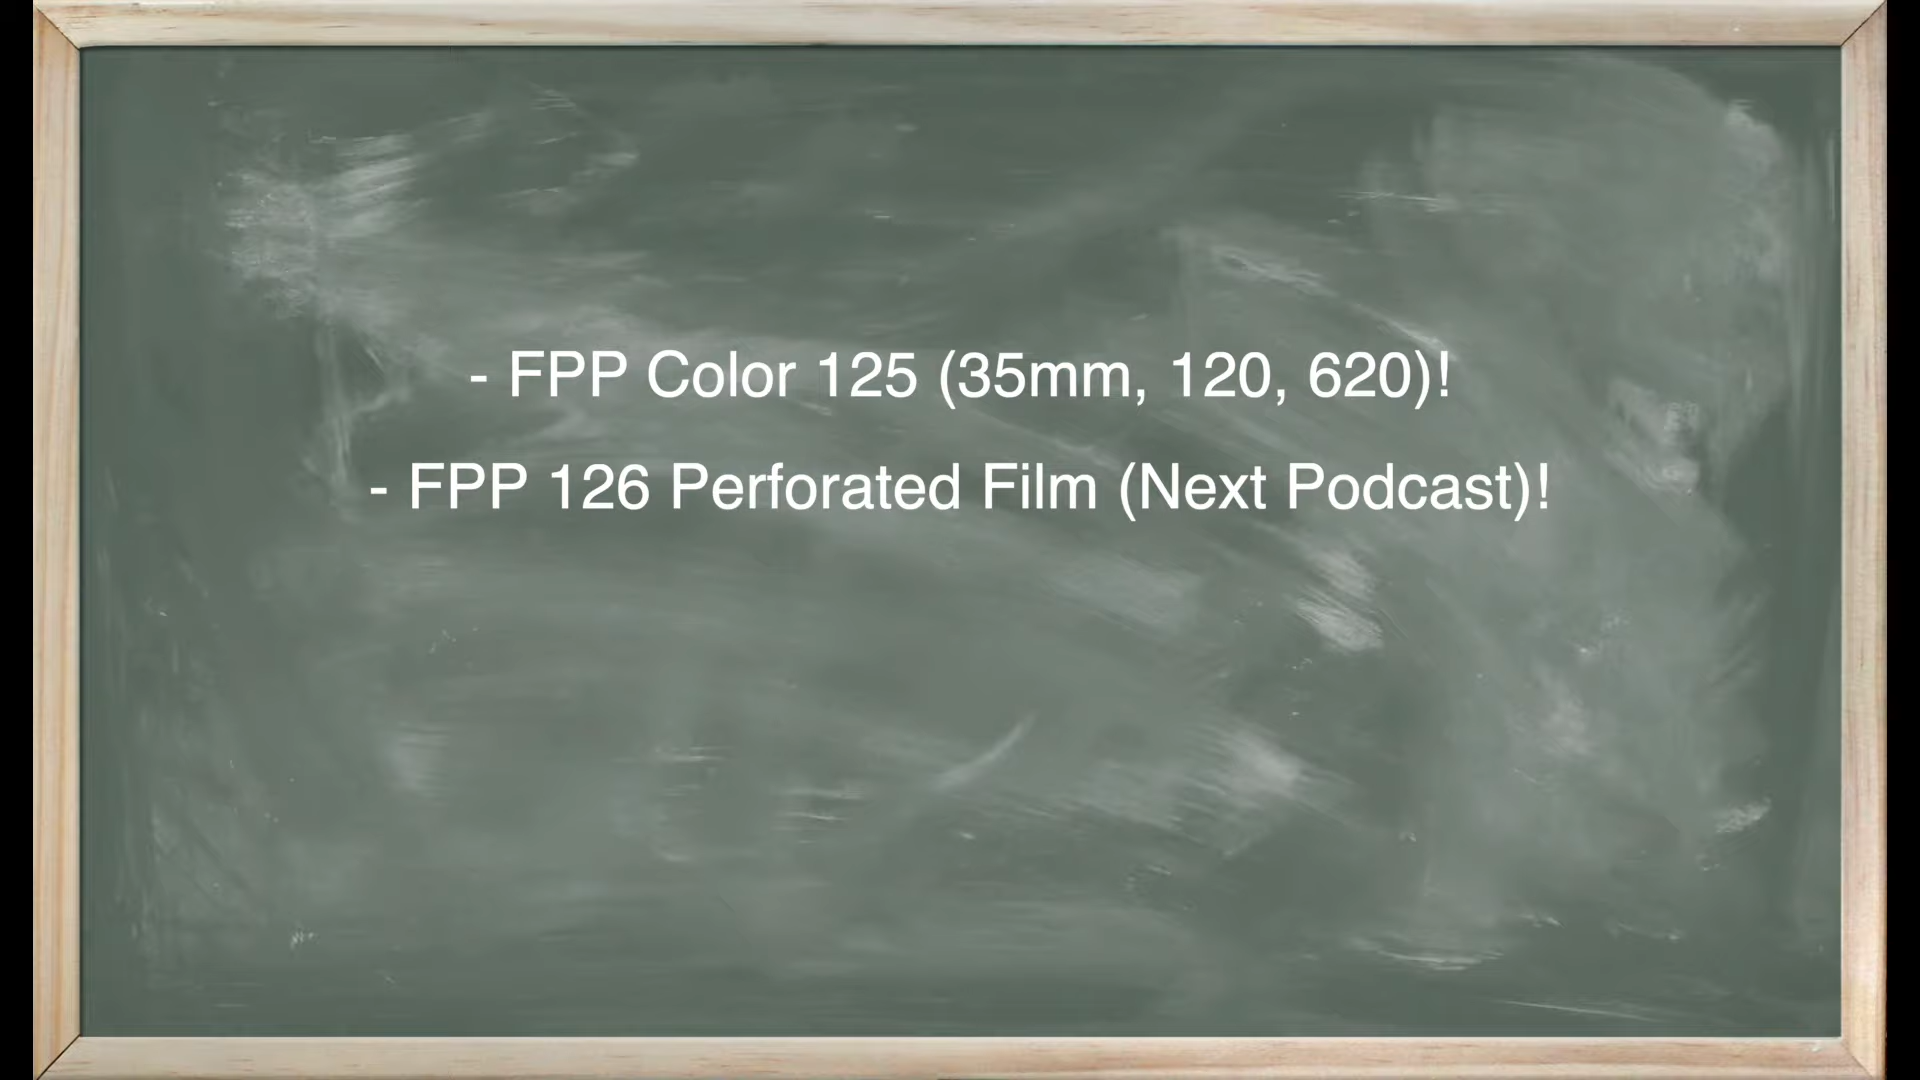 - FPP Color 125 (35mm, 120, 620)!
- FPP 126 Perforated Film (Next Podcast)!